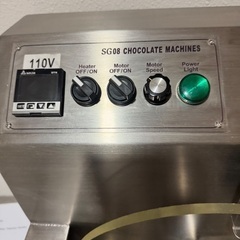 SG08 CHOCOLATE MACHINES
110V
Heater
OFF/ON
Motor
OFF/ON
Motor
Speed
Power
Light